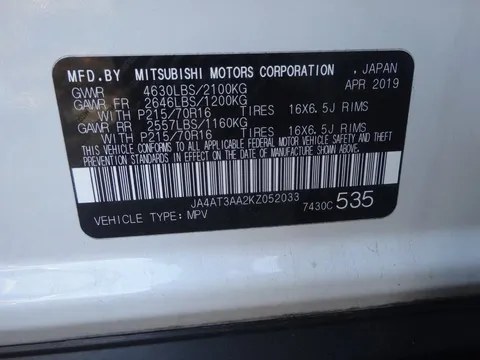 MFD.BY MITSUBISHI MOTORS CORPORATION , JAPAN
GVWR 4630LBS/2100KG APR 2019
GAWR FR 2646LBS/1200KG
WITH P215/70R16 TIRES 16X6.5J RIMS
GAWR RR 2557LBS/1160KG
WITH P215/70R16 TIRES 16X6.5J RIMS
THIS VEHICLE CONFORMS TO ALL APPLICABLE FEDERAL MOTOR VEHICLE SAFETY AND THEFT
PREVENTION STANDARDS IN EFFECT ON THE DATE OF MANUFACTURE SHOWN ABOVE.
JA4AT3AA2KZ052033
VEHICLE TYPE: MPV 7430C 535